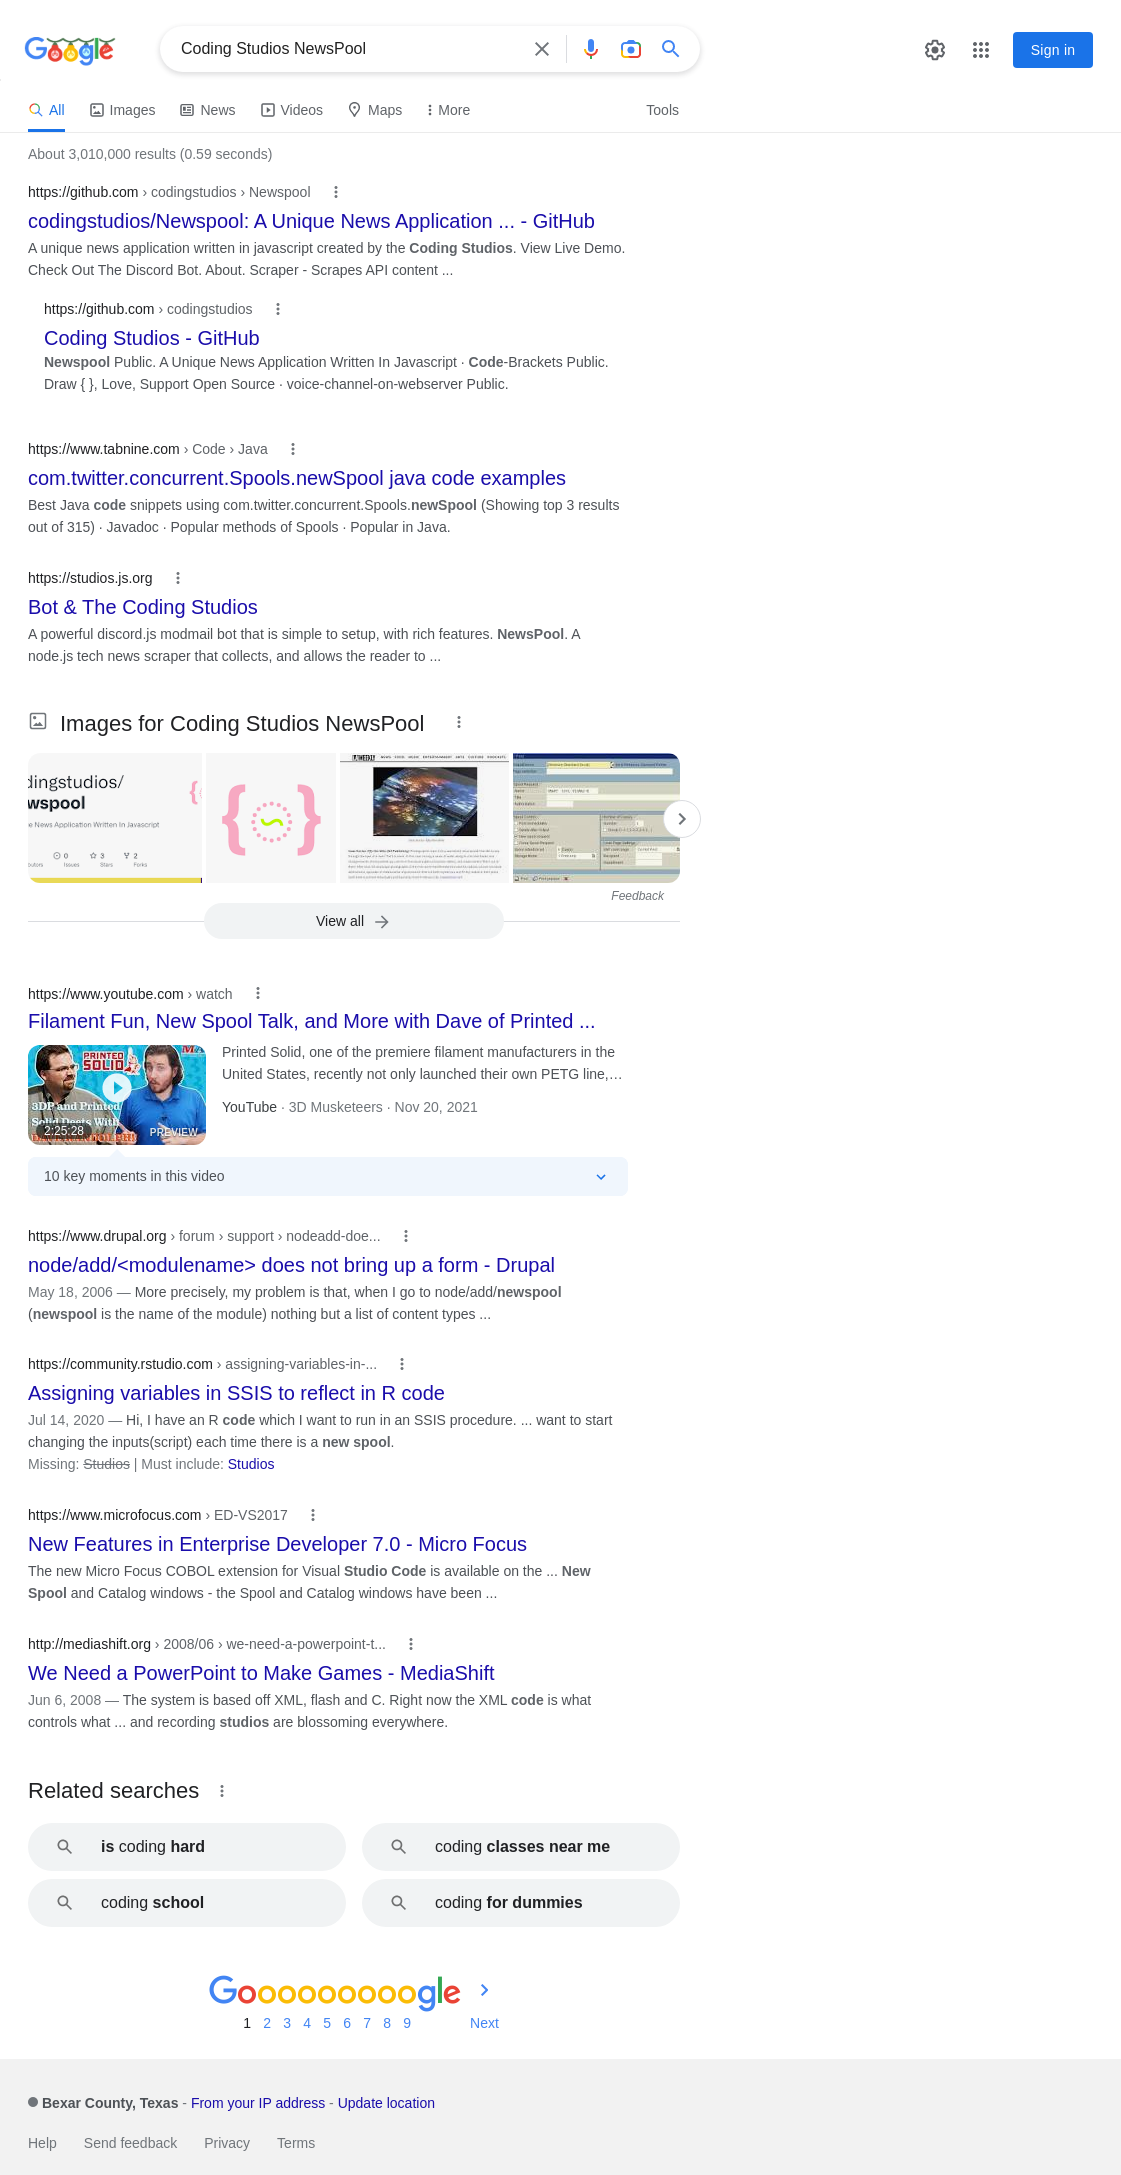 Google
Coding Studios NewsPool
Sign in
All
Images
News
Videos
Maps
More
Tools
About 3,010,000 results (0.59 seconds)
https://github.com › codingstudios › Newspool
codingstudios/Newspool: A Unique News Application ... - GitHub
A unique news application written in javascript created by the Coding Studios. View Live Demo.
Check Out The Discord Bot. About. Scraper - Scrapes API content ...
https://github.com › codingstudios
Coding Studios - GitHub
Newspool Public. A Unique News Application Written In Javascript · Code-Brackets Public.
Draw { }, Love, Support Open Source · voice-channel-on-webserver Public.
https://www.tabnine.com › Code › Java
com.twitter.concurrent.Spools.newSpool java code examples
Best Java code snippets using com.twitter.concurrent.Spools.newSpool (Showing top 3 results
out of 315) · Javadoc · Popular methods of Spools · Popular in Java.
https://studios.js.org
Bot & The Coding Studios
A powerful discord.js modmail bot that is simple to setup, with rich features. NewsPool. A
node.js tech news scraper that collects, and allows the reader to ...
Images for Coding Studios NewsPool
dingstudios/
wspool
e News Application Written In Javascript
0
3
2
utors
Issues
Stars
Forks
{ }
WEEKLY
Feedback
View all
https://www.youtube.com › watch
Filament Fun, New Spool Talk, and More with Dave of Printed ...
PRINTED
SOLID
3DP and Printed
Solid Deets With
2:25:28
PREVIEW
Printed Solid, one of the premiere filament manufacturers in the
United States, recently not only launched their own PETG line,…
YouTube · 3D Musketeers · Nov 20, 2021
10 key moments in this video
https://www.drupal.org › forum › support › nodeadd-doe...
node/add/<modulename> does not bring up a form - Drupal
May 18, 2006 — More precisely, my problem is that, when I go to node/add/newspool
(newspool is the name of the module) nothing but a list of content types ...
https://community.rstudio.com › assigning-variables-in-...
Assigning variables in SSIS to reflect in R code
Jul 14, 2020 — Hi, I have an R code which I want to run in an SSIS procedure. ... want to start
changing the inputs(script) each time there is a new spool.
Missing: Studios | Must include: Studios
https://www.microfocus.com › ED-VS2017
New Features in Enterprise Developer 7.0 - Micro Focus
The new Micro Focus COBOL extension for Visual Studio Code is available on the ... New
Spool and Catalog windows - the Spool and Catalog windows have been ...
http://mediashift.org › 2008/06 › we-need-a-powerpoint-t...
We Need a PowerPoint to Make Games - MediaShift
Jun 6, 2008 — The system is based off XML, flash and C. Right now the XML code is what
controls what ... and recording studios are blossoming everywhere.
Related searches
is coding hard
coding classes near me
coding school
coding for dummies
Gooooooooogle
1 2 3 4 5 6 7 8 9 Next
Bexar County, Texas - From your IP address - Update location
Help
Send feedback
Privacy
Terms